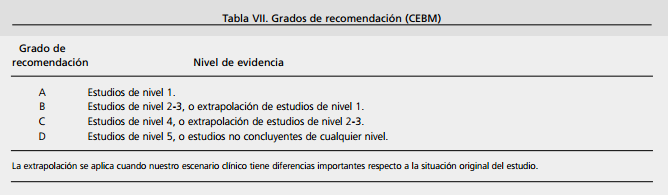 Tabla VII. Grados de recomendación (CEBM)
Grado de
recomendación Nivel de evidencia
A Estudios de nivel 1.
B Estudios de nivel 2-3, o extrapolación de estudios de nivel 1.
C Estudios de nivel 4, o extrapolación de estudios de nivel 2-3.
D Estudios de nivel 5, o estudios no concluyentes de cualquier nivel.
La extrapolación se aplica cuando nuestro escenario clínico tiene diferencias importantes respecto a la situación original del estudio.